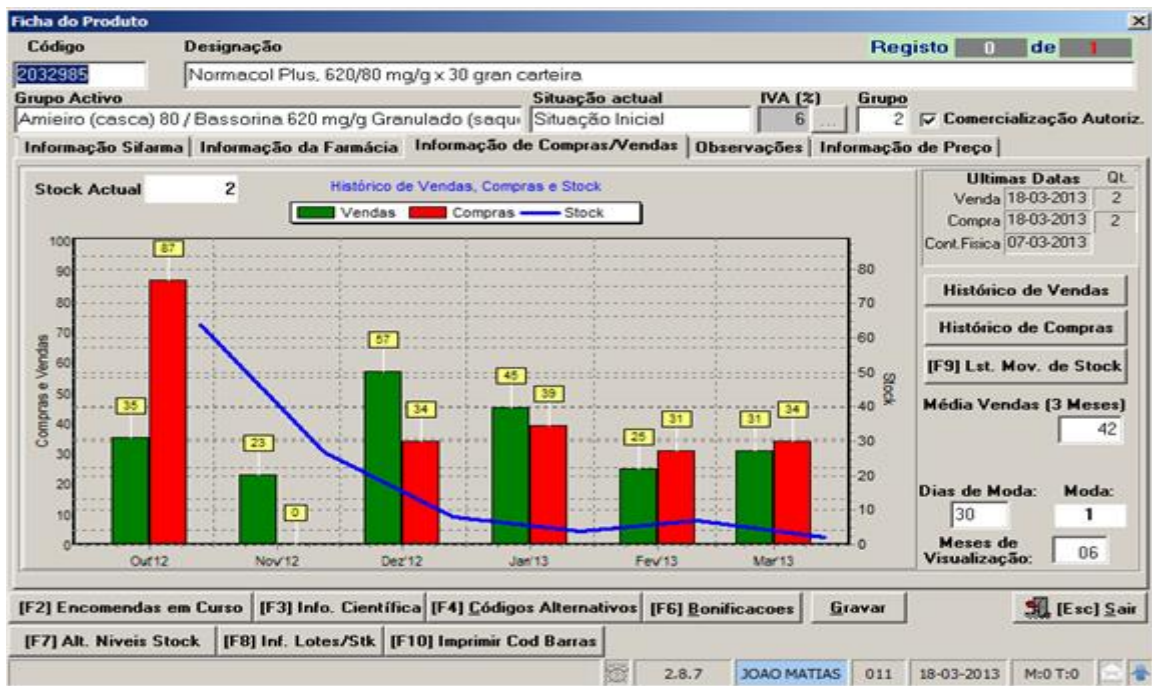 Ficha do Produto
Código Designação Registo 0 de 1
2032985 Normacol Plus, 620/80 mg/g x 30 gran carteira
Grupo Activo Situação actual IVA (%) Grupo
Amieiro (casca) 80 / Bassorina 620 mg/g Granulado (saqu Situação Inicial 6 ... 2 Comercialização Autoriz.
Informação Sifarma Informação da Farmácia Informação de Compras/Vendas Observações Informação de Preço
Stock Actual 2
Histórico de Vendas, Compras e Stock
Vendas Compras Stock
Compras e Vendas
100
90
80
70
60
50
40
30
20
10
0
35
87
23
0
57
34
45
39
25
31
31
34
80
70
60
50
40
30
20
10
0
Stock
Out'12 Nov'12 Dez'12 Jan'13 Fev'13 Mar'13
Ultimas Datas Qt.
Venda 18-03-2013 2
Compra 18-03-2013 2
Cont.Fisica 07-03-2013
Histórico de Vendas
Histórico de Compras
[F9] Lst. Mov. de Stock
Média Vendas (3 Meses)
42
Dias de Moda: Moda:
30 1
Meses de Visualização: 06
[F2] Encomendas em Curso [F3] Info. Científica [F4] Códigos Alternativos [F6] Bonificacoes Gravar [Esc] Sair
[F7] Alt. Niveis Stock [F8] Inf. Lotes/Stk [F10] Imprimir Cod Barras
2.8.7 JOAO MATIAS 011 18-03-2013 M:0 T:0